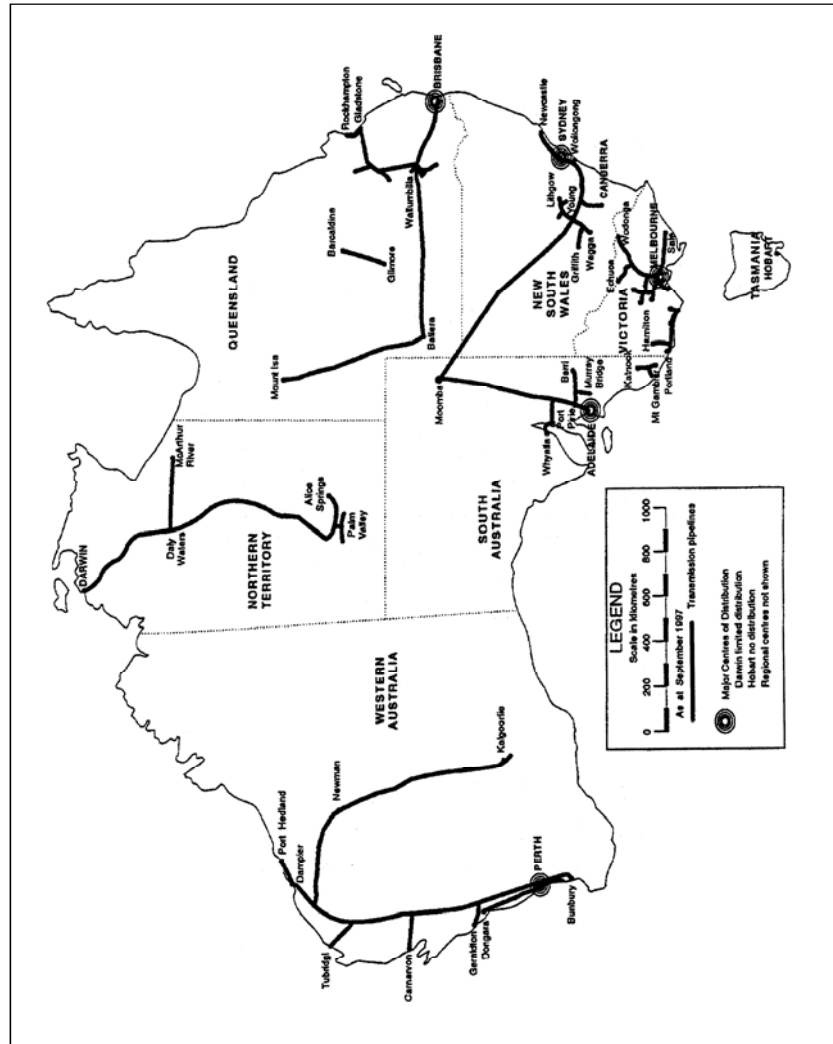 DARWIN
McArthur
River
Daly
Waters
NORTHERN
TERRITORY
Alice
Springs
Palm
Valley
QUEENSLAND
Mount Isa
Barcaldine
Gilmore
Rockhampton
Gladstone
BRISBANE
Wallumbilla
Ballera
Moomba
WESTERN
AUSTRALIA
Port Hedland
Dampier
Newman
Tubridgi
Carnarvon
Geraldton
Dongara
Kalgoorlie
PERTH
Bunbury
SOUTH
AUSTRALIA
Whyalla
Port
Pirie
Berri
Murray
Bridge
ADELAIDE
NEW
SOUTH
WALES
Newcastle
SYDNEY
Wollongong
Lithgow
Young
CANBERRA
Griffith
Wagga
Wodonga
Echuca
MELBOURNE
Sale
VICTORIA
Hamilton
Katnook
Mt Gambier
Portland
TASMANIA
HOBART
LEGEND
Scale in kilometres
0 200 400 600 800 1000
As at September 1997
Transmission pipelines
Major Centres of Distribution
Darwin limited distribution
Hobart no distribution
Regional centres not shown